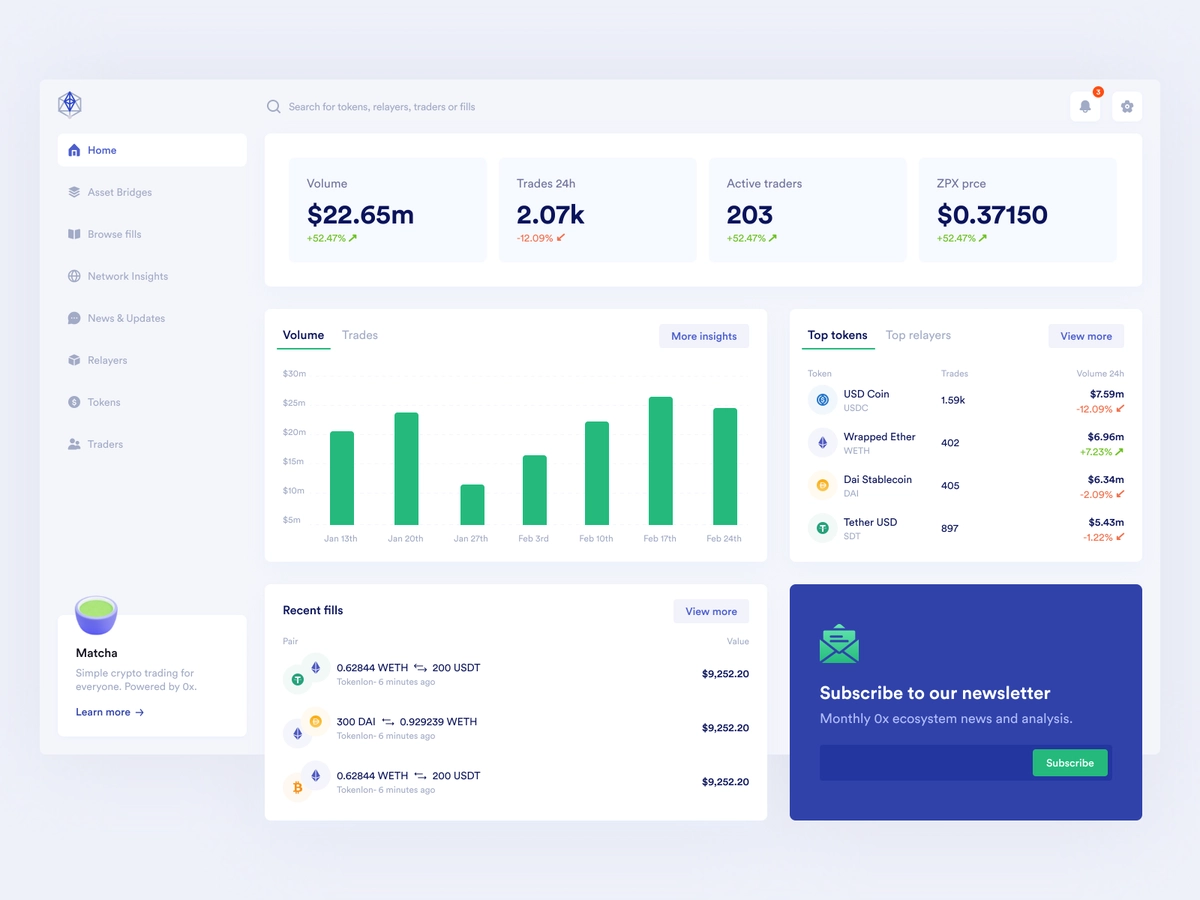 Search for tokens, relayers, traders or fills
3
Home
Asset Bridges
Browse fills
Network Insights
News & Updates
Relayers
Tokens
Traders
Matcha
Simple crypto trading for
everyone. Powered by 0x.
Learn more →
Volume
$22.65m
+52.47%
Trades 24h
2.07k
-12.09%
Active traders
203
+52.47%
ZPX prce
$0.37150
+52.47%
Volume Trades
More insights
$30m
$25m
$20m
$15m
$10m
$5m
Jan 13th Jan 20th Jan 27th Feb 3rd Feb 10th Feb 17th Feb 24th
Top tokens Top relayers
View more
Token Trades Volume 24h
USD Coin
USDC
1.59k
$7.59m
-12.09%
Wrapped Ether
WETH
402
$6.96m
+7.23%
Dai Stablecoin
DAI
405
$6.34m
-2.09%
Tether USD
SDT
897
$5.43m
-1.22%
Recent fills
View more
Pair Value
0.62844 WETH 200 USDT
Tokenlon- 6 minutes ago
$9,252.20
300 DAI 0.929239 WETH
Tokenlon- 6 minutes ago
$9,252.20
0.62844 WETH 200 USDT
Tokenlon- 6 minutes ago
$9,252.20
Subscribe to our newsletter
Monthly 0x ecosystem news and analysis.
Subscribe